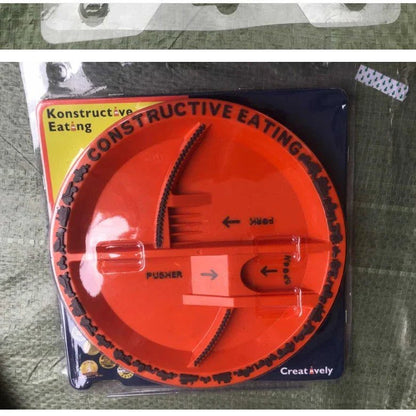 Konstructive
Eating
CONSTRUCTIVE EATING
FORK
SPOON
PUSHER
Creatively